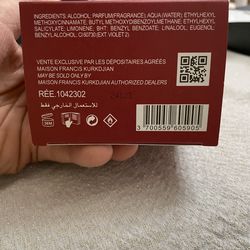 INGREDIENTS: ALCOHOL, PARFUM(FRAGRANCE), AQUA (WATER), ETHYLHEXYL
METHOXYCINNAMATE, BUTYL METHOXYDIBENZOYLMETHANE, ETHYLHEXYL
SALICYLATE, LIMONENE, BHT, BENZYL BENZOATE, LINALOOL, EUGENOL,
BENZYL ALCOHOL, CI 60730 (EXT. VIOLET 2)
VENTE EXCLUSIVE PAR LES DÉPOSITAIRES AGRÉÉS
MAISON FRANCIS KURKDJIAN
MAY BE SOLD ONLY BY
MAISON FRANCIS KURKDJIAN AUTHORIZED DEALERS
RÉE.1042302
للاستعمال الخارجي فقط
36M
3 700559 605905